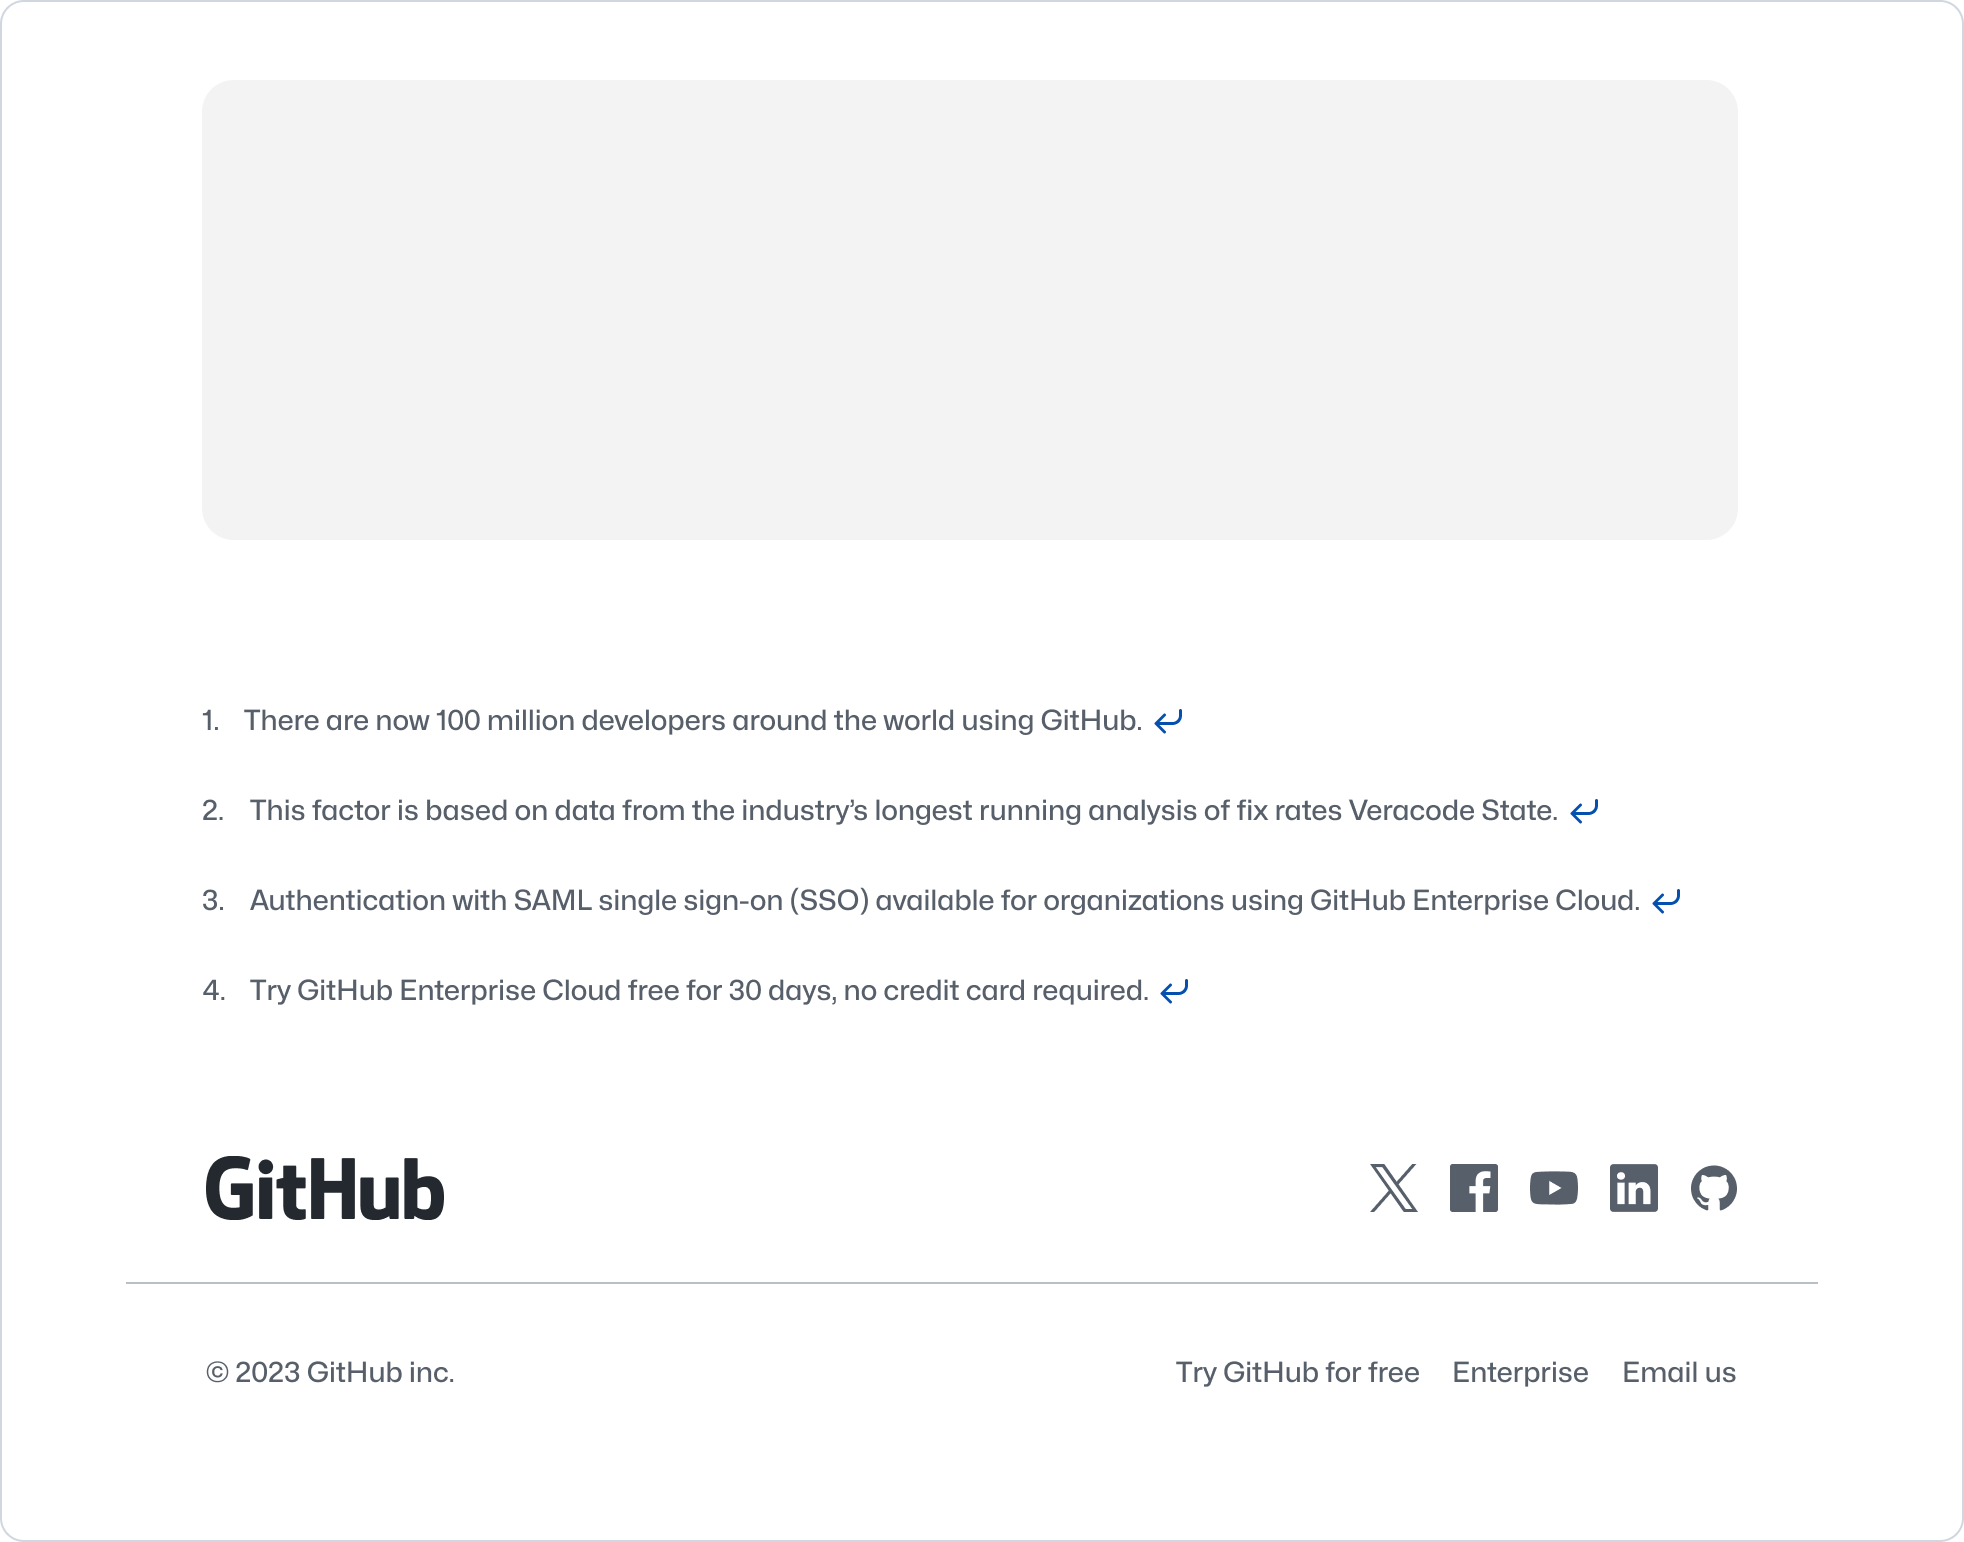 1. There are now 100 million developers around the world using GitHub.
2. This factor is based on data from the industry’s longest running analysis of fix rates Veracode State.
3. Authentication with SAML single sign-on (SSO) available for organizations using GitHub Enterprise Cloud.
4. Try GitHub Enterprise Cloud free for 30 days, no credit card required.
GitHub
© 2023 GitHub inc. Try GitHub for free Enterprise Email us